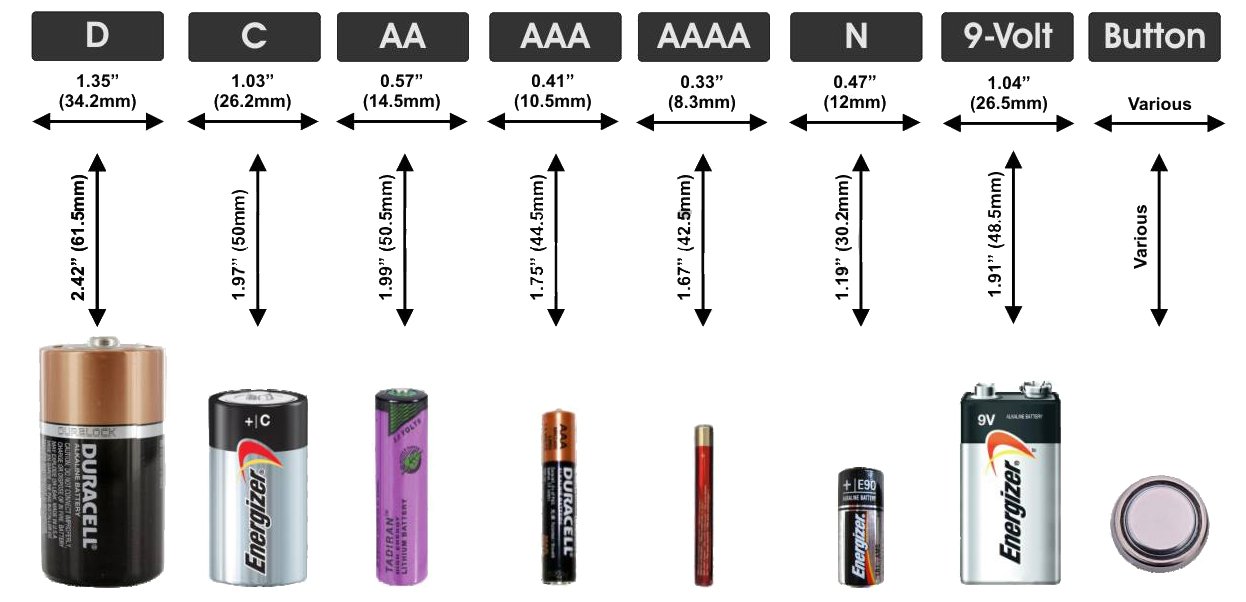 D
C
AA
AAA
AAAA
N
9-Volt
Button
1.35”
(34.2mm)
1.03”
(26.2mm)
0.57”
(14.5mm)
0.41”
(10.5mm)
0.33”
(8.3mm)
0.47”
(12mm)
1.04”
(26.5mm)
Various
2.42” (61.5mm)
1.97” (50mm)
1.99” (50.5mm)
1.75” (44.5mm)
1.67” (42.5mm)
1.19” (30.2mm)
1.91” (48.5mm)
Various
DURALOCK
DURACELL®
ALKALINE BATTERY
+|C
Energizer®
TADIRAN™
LITHIUM BATTERY
AAA
DURACELL
+|E90
ALKALINE BATTERY
Energizer
9V
ALKALINE BATTERY
Energizer